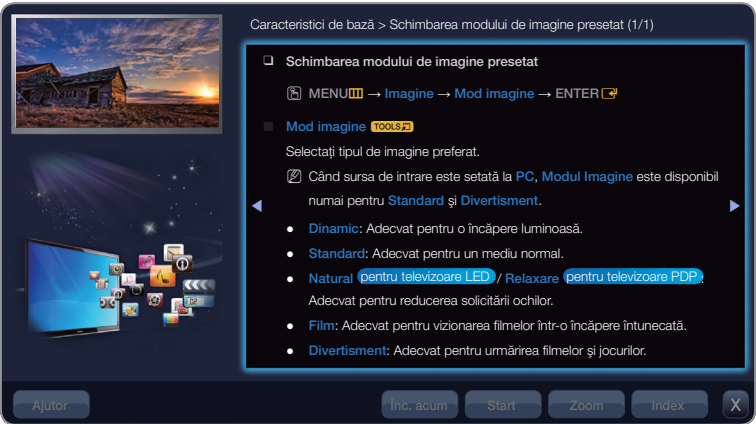 Caracteristici de bază > Schimbarea modului de imagine presetat (1/1)
❑ Schimbarea modului de imagine presetat
MENU → Imagine → Mod imagine → ENTER
■ Mod imagine TOOLS
Selectați tipul de imagine preferat.
Când sursa de intrare este setată la PC, Modul Imagine este disponibil
numai pentru Standard şi Divertisment.
● Dinamic: Adecvat pentru o încăpere luminoasă.
● Standard: Adecvat pentru un mediu normal.
● Natural pentru televizoare LED / Relaxare pentru televizoare PDP:
Adecvat pentru reducerea solicitării ochilor.
● Film: Adecvat pentru vizionarea filmelor într-o încăpere întunecată.
● Divertisment: Adecvat pentru urmărirea filmelor şi jocurilor.
Ajutor Înc. acum Start Zoom Index X